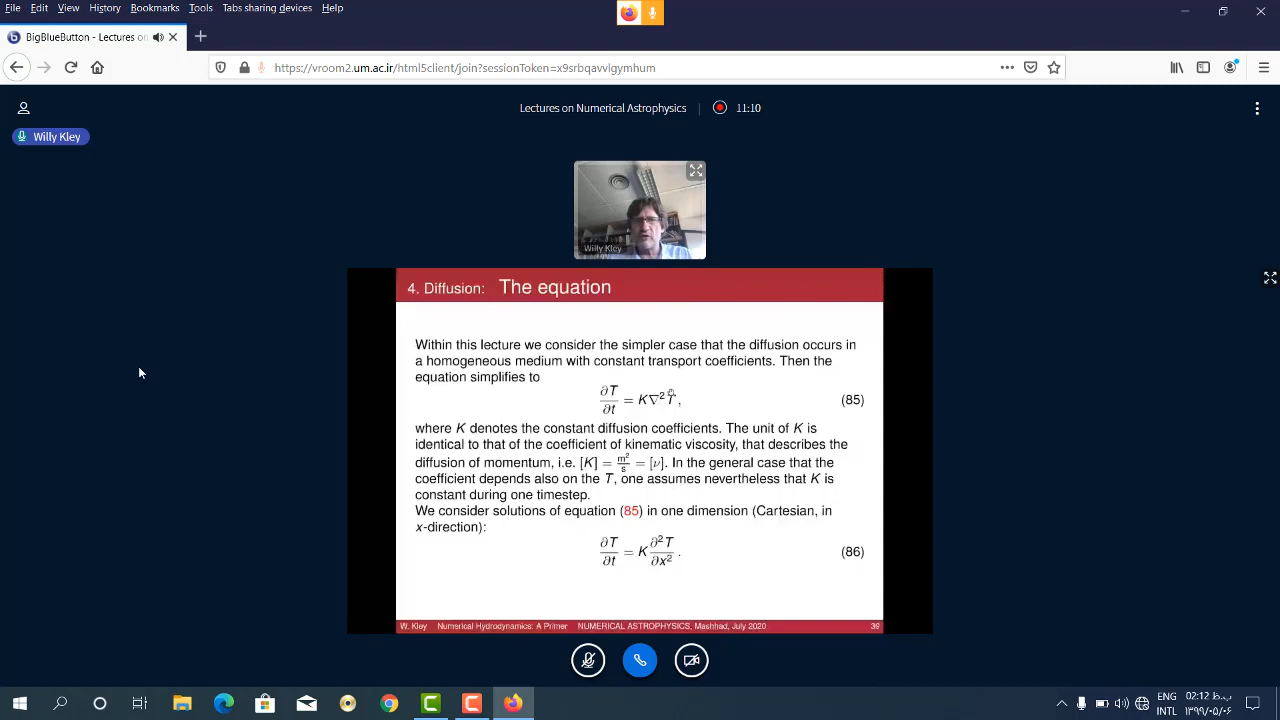 File Edit View History Bookmarks Tools Tabs sharing devices Help
BigBlueButton - Lectures on
https://vroom2.um.ac.ir/html5client/join?sessionToken=x9srbqavvlgymhum
Lectures on Numerical Astrophysics 11:10
Willy Kley
Willy Kley
4. Diffusion: The equation
Within this lecture we consider the simpler case that the diffusion occurs in
a homogeneous medium with constant transport coefficients. Then the
equation simplifies to
∂T/∂t = K∇²T, (85)
where K denotes the constant diffusion coefficients. The unit of K is
identical to that of the coefficient of kinematic viscosity, that describes the
diffusion of momentum, i.e. [K] = m²/s = [ν]. In the general case that the
coefficient depends also on the T, one assumes nevertheless that K is
constant during one timestep.
We consider solutions of equation (85) in one dimension (Cartesian, in
x-direction):
∂T/∂t = K ∂²T/∂x². (86)
W. Kley Numerical Hydrodynamics: A Primer NUMERICAL ASTROPHYSICS, Mashhad, July 2020 39
ENG 02:12 ب.ظ
INTL ۱۳۹۹/۰۵/۰۶